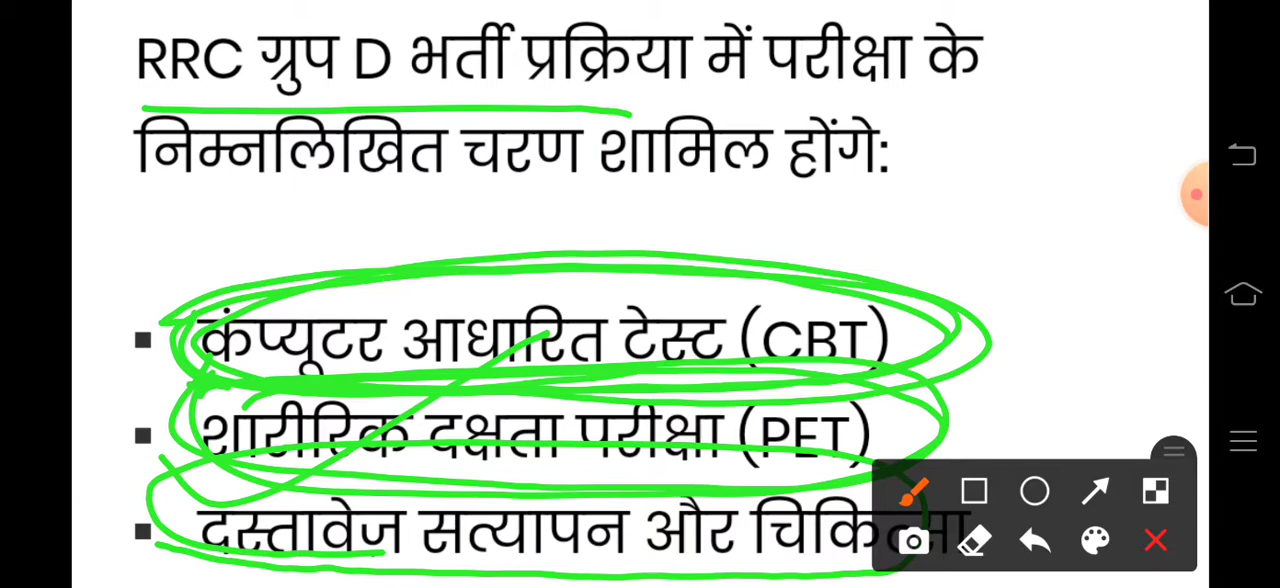 RRC ग्रुप D भर्ती प्रक्रिया में परीक्षा के
निम्नलिखित चरण शामिल होंगे:
▪ कंप्यूटर आधारित टेस्ट (CBT)
▪ शारीरिक दक्षता परीक्षा (PET)
▪ दस्तावेज सत्यापन और चिकित्सा